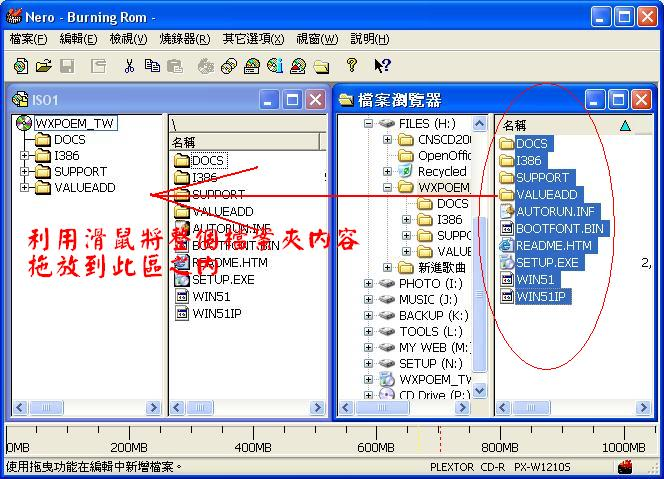 Nero - Burning Rom -
檔案(F) 編輯(E) 檢視(V) 燒錄器(R) 其它選項(X) 視窗(W) 說明(H)
ISO1
WXPOEM_TW
DOCS
I386
SUPPORT
VALUEADD
\
名稱
DOCS
I386
SUPPORT
VALUEADD
AUTORUN.INF
BOOTFONT.BIN
README.HTM
SETUP.EXE
WIN51
WIN51IP
利用滑鼠將整個檔案夾內容
拖放到此區之內
檔案瀏覽器
FILES (H:)
CNSCD20
OpenOffic
Recycled
WXPOEM_
DOCS
I386
SUPPO
VALUE
新進歌曲
PHOTO (I:)
MUSIC (J:)
BACKUP (K:)
TOOLS (L:)
MY WEB (M:
SETUP (N:)
WXPOEM_TW
CD Drive (P:)
名稱
DOCS
I386
SUPPORT
VALUEADD
AUTORUN.INF
BOOTFONT.BIN
README.HTM
SETUP.EXE
2,
WIN51
WIN51IP
0MB 200MB 400MB 600MB 800MB 1000MB
使用拖曳功能在編輯中新增檔案。 PLEXTOR CD-R PX-W1210S